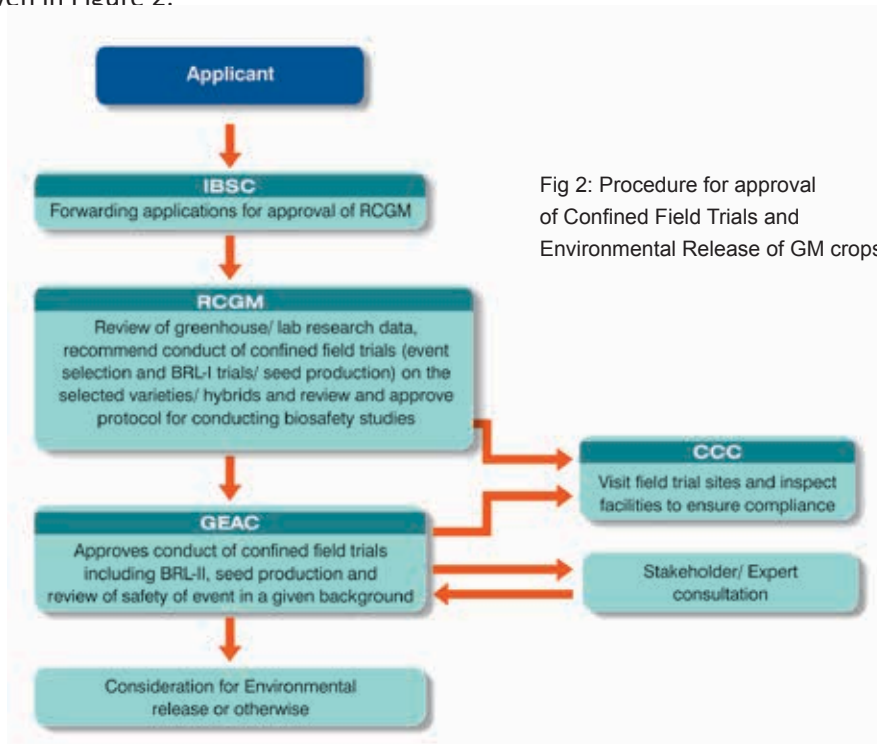 Figure 2.
Applicant
IBSC
Forwarding applications for approval of RCGM
Fig 2: Procedure for approval
of Confined Field Trials and
Environmental Release of GM crops
RCGM
Review of greenhouse/ lab research data,
recommend conduct of confined field trials (event
selection and BRL-I trials/ seed production) on the
selected varieties/ hybrids and review and approve
protocol for conducting biosafety studies
CCC
Visit field trial sites and inspect
facilities to ensure compliance
GEAC
Approves conduct of confined field trials
including BRL-II, seed production and
review of safety of event in a given background
Stakeholder/ Expert
consultation
Consideration for Environmental
release or otherwise